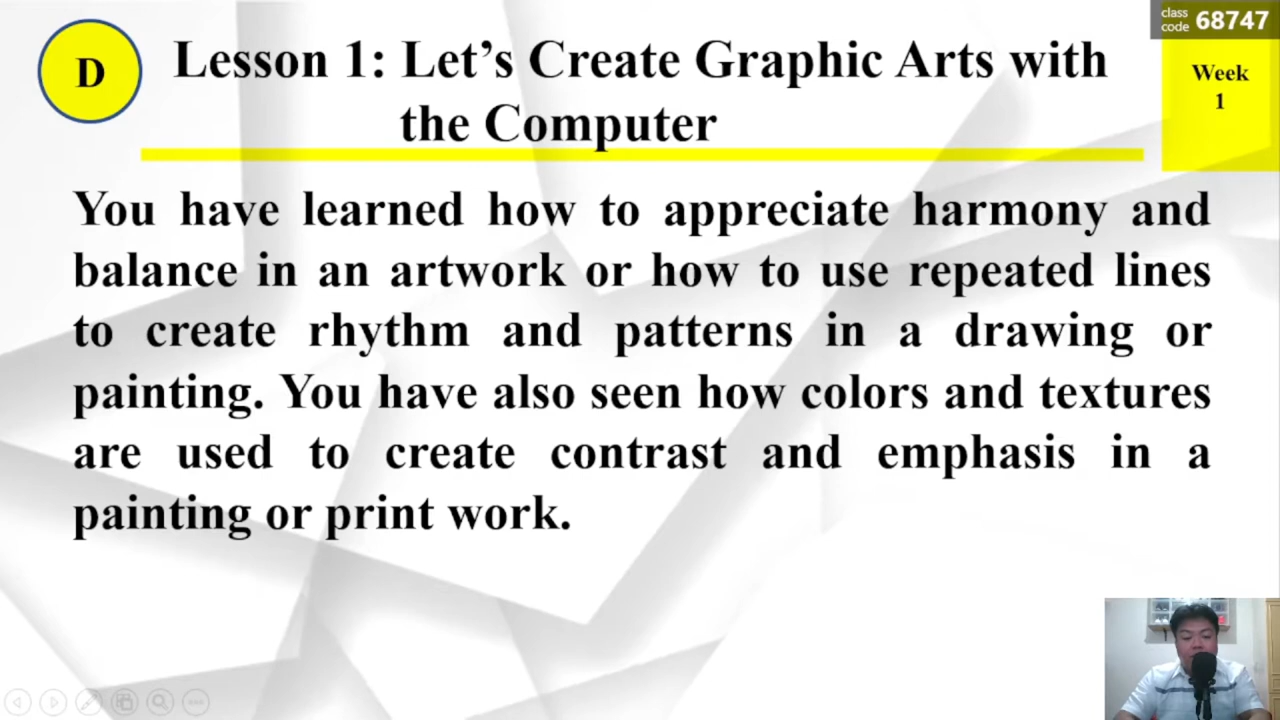 class code 68747
D
Lesson 1: Let’s Create Graphic Arts with
the Computer
Week
1
You have learned how to appreciate harmony and
balance in an artwork or how to use repeated lines
to create rhythm and patterns in a drawing or
painting. You have also seen how colors and textures
are used to create contrast and emphasis in a
painting or print work.